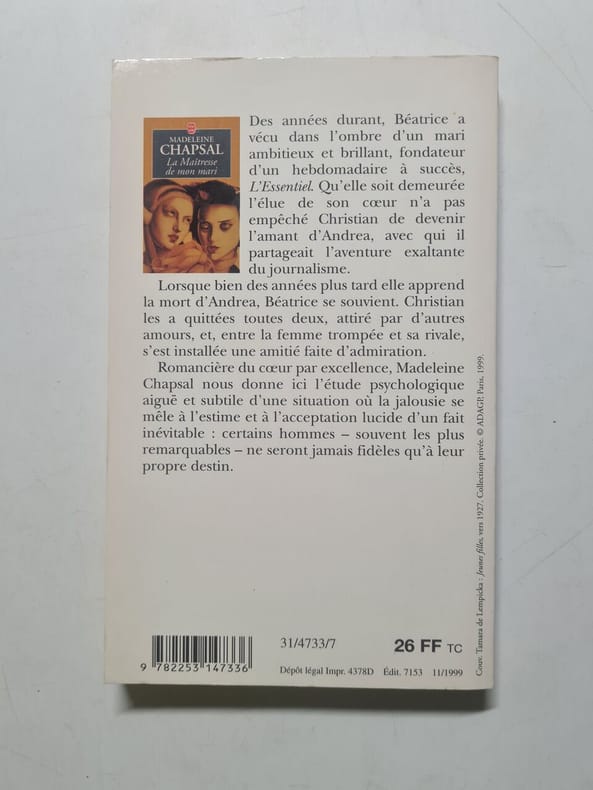 MADELEINE
CHAPSAL
La Maîtresse
de mon mari
Des années durant, Béatrice a
vécu dans l'ombre d'un mari
ambitieux et brillant, fondateur
d'un hebdomadaire à succès,
L'Essentiel. Qu'elle soit demeurée
l'élue de son cœur n'a pas
empêché Christian de devenir
l'amant d'Andrea, avec qui il
partageait l'aventure exaltante
du journalisme.
Lorsque bien des années plus tard elle apprend
la mort d'Andrea, Béatrice se souvient. Christian
les a quittées toutes deux, attiré par d'autres
amours, et, entre la femme trompée et sa rivale,
s'est installée une amitié faite d'admiration.
Romancière du cœur par excellence, Madeleine
Chapsal nous donne ici l'étude psychologique
aiguë et subtile d'une situation où la jalousie se
mêle à l'estime et à l'acceptation lucide d'un fait
inévitable : certains hommes – souvent les plus
remarquables – ne seront jamais fidèles qu'à leur
propre destin.
Couv. Tamara de Lempicka : Jeunes filles, vers 1927. Collection privée. © ADAGP, Paris, 1999.
31/4733/7
26 FF TC
9 782253 147336
Dépôt légal Impr. 4378D Édit. 7153 11/1999